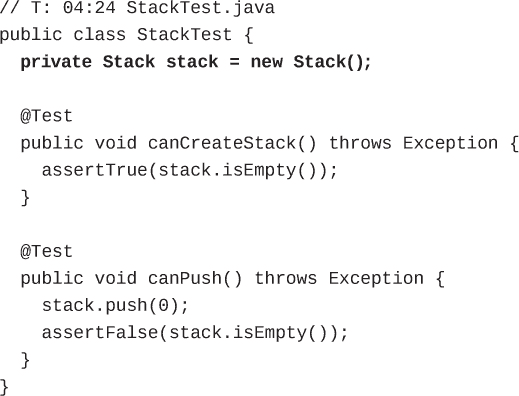 // T: 04:24 StackTest.java
public class StackTest {
  private Stack stack = new Stack();

  @Test
  public void canCreateStack() throws Exception {
    assertTrue(stack.isEmpty());
  }

  @Test
  public void canPush() throws Exception {
    stack.push(0);
    assertFalse(stack.isEmpty());
  }
}